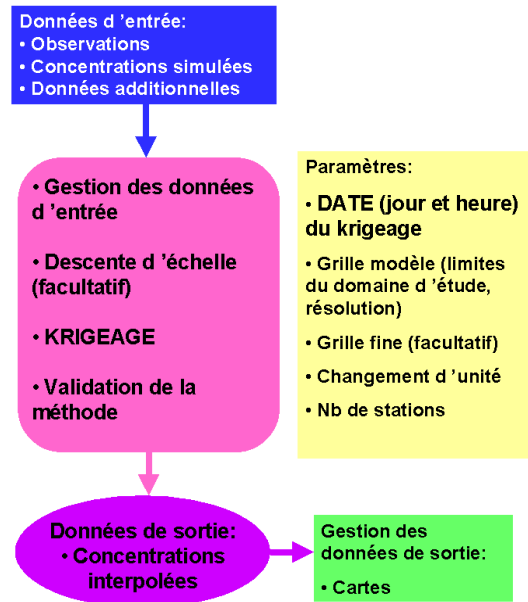 Données d ’entrée:
• Observations
• Concentrations simulées
• Données additionnelles
• Gestion des données
d ’entrée
• Descente d ’échelle
(facultatif)
• KRIGEAGE
• Validation de la
méthode
Paramètres:
• DATE (jour et heure)
du krigeage
• Grille modèle (limites
du domaine d ’étude,
résolution)
• Grille fine (facultatif)
• Changement d ’unité
• Nb de stations
Données de sortie:
• Concentrations
interpolées
Gestion des
données de sortie:
• Cartes